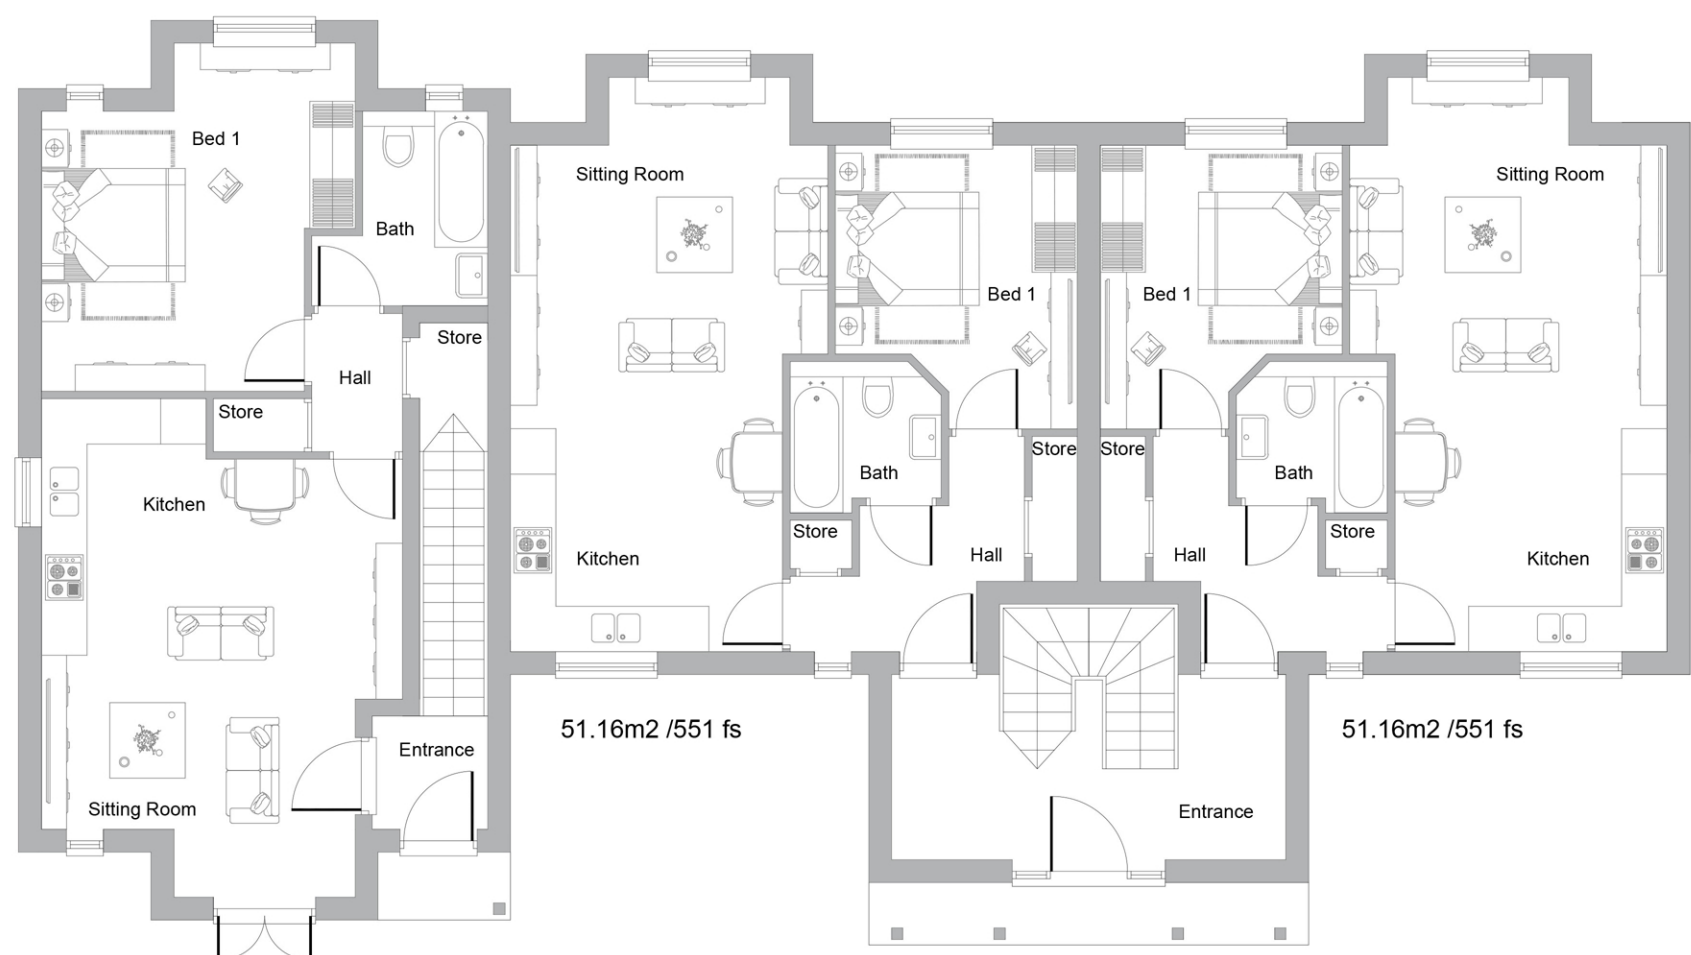 Bed 1
Bath
Store
Hall
Store
Kitchen
Sitting Room
Entrance
Sitting Room
Bed 1
Store
Bath
Store
Hall
Kitchen
51.16m2 /551 fs
Bed 1
Sitting Room
Store
Bath
Store
Hall
Kitchen
51.16m2 /551 fs
Entrance